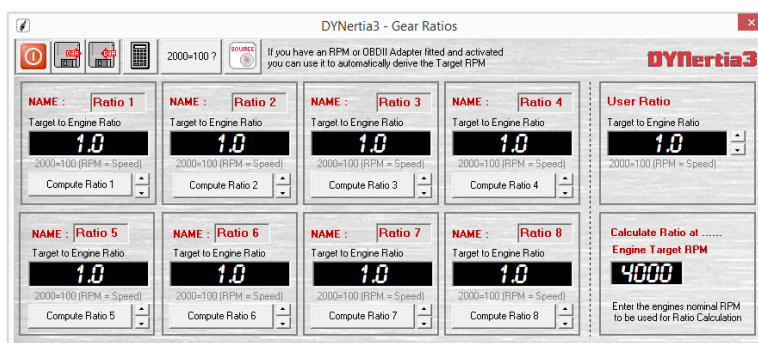 DYNertia3 - Gear Ratios
2000=100 ?
SOURCE
If you have an RPM or OBDII Adapter fitted and activated
you can use it to automatically derive the Target RPM
DYNertia3
NAME : Ratio 1
Target to Engine Ratio
1.0
2000=100 (RPM = Speed)
Compute Ratio 1
NAME : Ratio 2
Target to Engine Ratio
1.0
2000=100 (RPM = Speed)
Compute Ratio 2
NAME : Ratio 3
Target to Engine Ratio
1.0
2000=100 (RPM = Speed)
Compute Ratio 3
NAME : Ratio 4
Target to Engine Ratio
1.0
2000=100 (RPM = Speed)
Compute Ratio 4
User Ratio
Target to Engine Ratio
1.0
2000=100 (RPM = Speed)
NAME : Ratio 5
Target to Engine Ratio
1.0
2000=100 (RPM = Speed)
Compute Ratio 5
NAME : Ratio 6
Target to Engine Ratio
1.0
2000=100 (RPM = Speed)
Compute Ratio 6
NAME : Ratio 7
Target to Engine Ratio
1.0
2000=100 (RPM = Speed)
Compute Ratio 7
NAME : Ratio 8
Target to Engine Ratio
1.0
2000=100 (RPM = Speed)
Compute Ratio 8
Calculate Ratio at ......
Engine Target RPM
4000
Enter the engines nominal RPM
to be used for Ratio Calculation